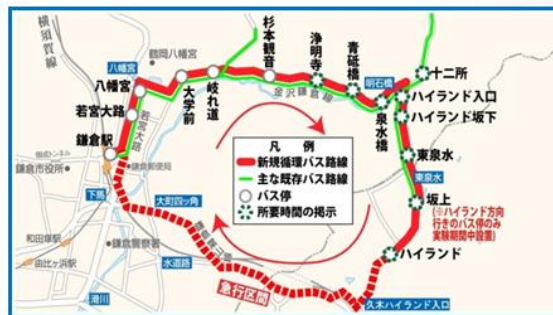 横須賀線
鶴岡八幡宮
八幡宮
八幡宮
若宮大路
鎌倉駅
若宮大路
大学前
岐れ道
杉本観音
浄明寺
青砥橋
明石橋
泉水橋
十二所
ハイランド入口
ハイランド坂下
東泉水
東泉水
坂上
(※ハイランド方向
行きのバス停のみ
実験期間中設置)
ハイランド
久木ハイランド入口
金沢鎌倉線
凡 例
新規循環バス路線
主な既存バス路線
バス停
所要時間の掲示
鎌倉市役所
鎌倉郵便局
下馬
大町四ツ角
和田塚駅
由比ヶ浜駅
鎌倉警察署
水道路
滑川
急行区間